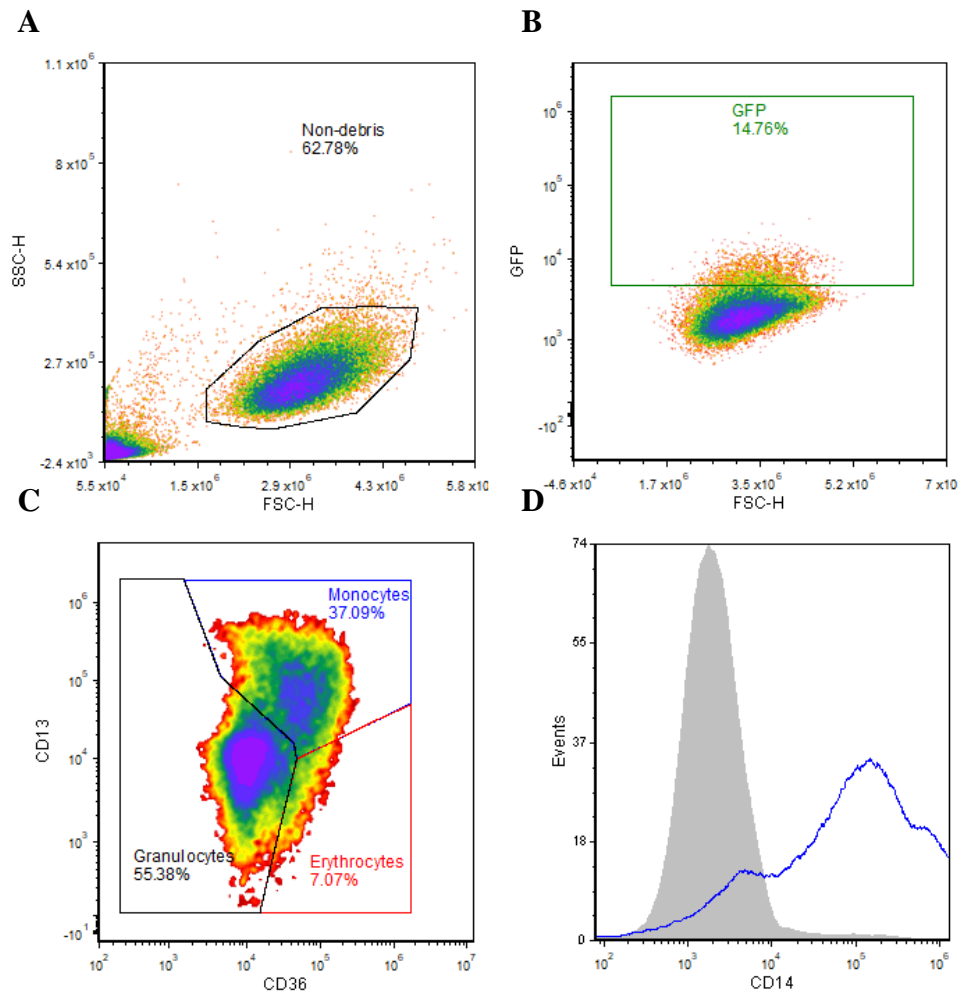 A
1.1 x10⁶
8 x10⁵
5.4 x10⁵
2.7 x10⁵
-2.4 x10³
SSC-H
Non-debris
62.78%
5.5 x10⁴
1.5 x10⁶
2.9 x10⁶
4.3 x10⁶
5.8 x10
FSC-H
B
10⁶
10⁵
10⁴
10³
-10²
GFP
GFP
14.76%
-4.6 x10⁴
1.7 x10⁶
3.5 x10⁶
5.2 x10⁶
7 x10
FSC-H
C
10⁶
10⁵
10⁴
10³
-10¹
CD13
Monocytes
37.09%
Granulocytes
55.38%
Erythrocytes
7.07%
10²
10³
10⁴
10⁵
10⁶
10⁷
CD36
D
74
55
37
18
0
Events
10²
10³
10⁴
10⁵
10⁶
CD14